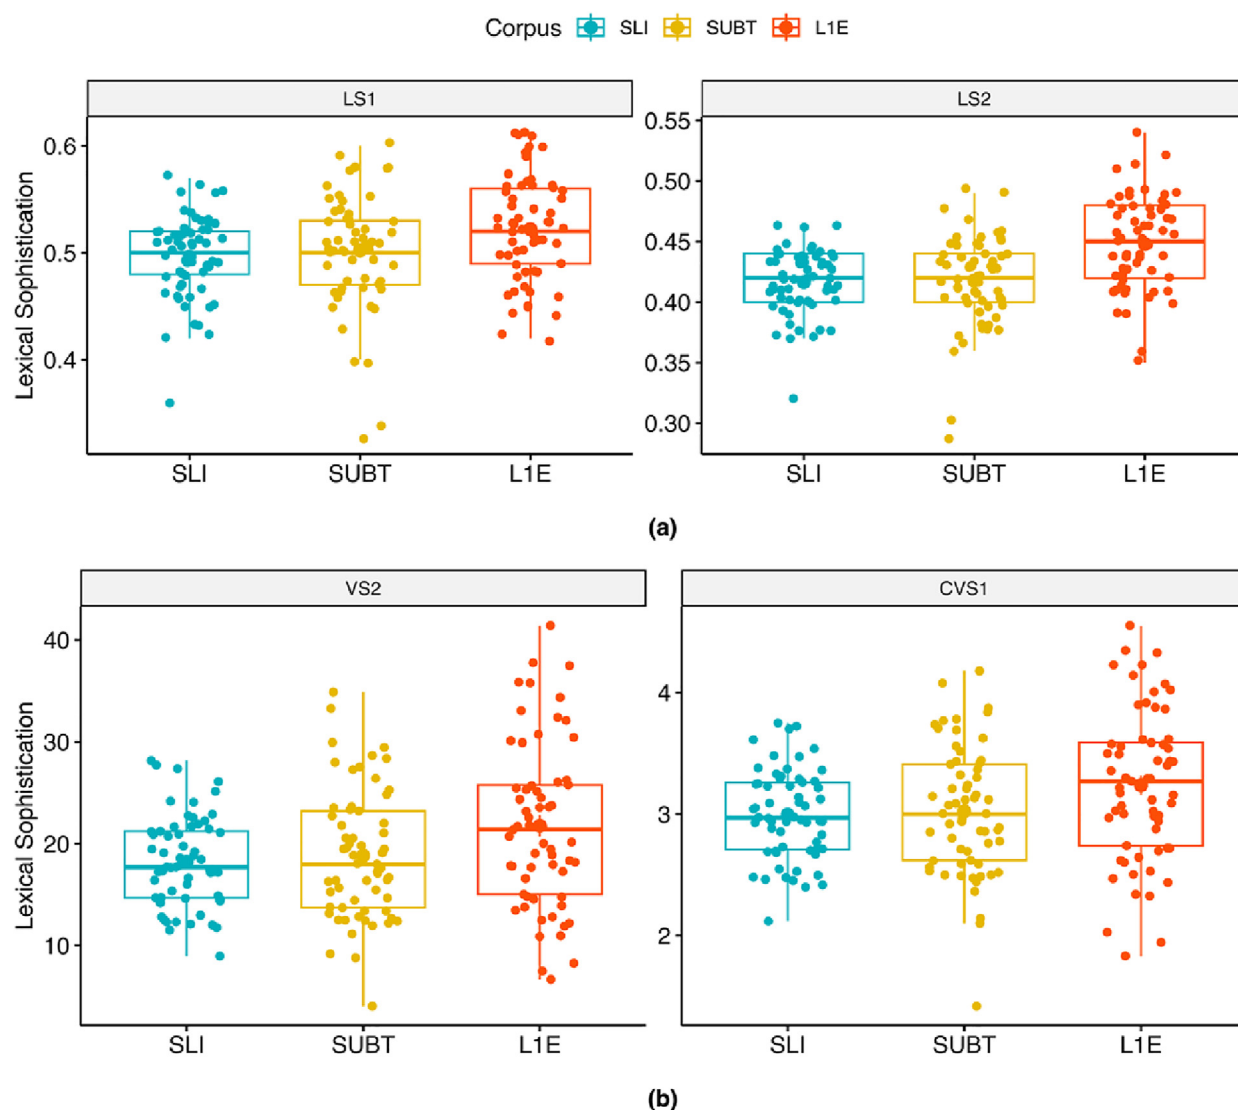 Corpus SLI SUBT L1E
LS1 LS2
Lexical Sophistication
0.6
0.5
0.4
0.55
0.50
0.45
0.40
0.35
0.30
SLI SUBT L1E
SLI SUBT L1E
(a)
VS2 CVS1
Lexical Sophistication
40
30
20
10
4
3
2
SLI SUBT L1E
SLI SUBT L1E
(b)